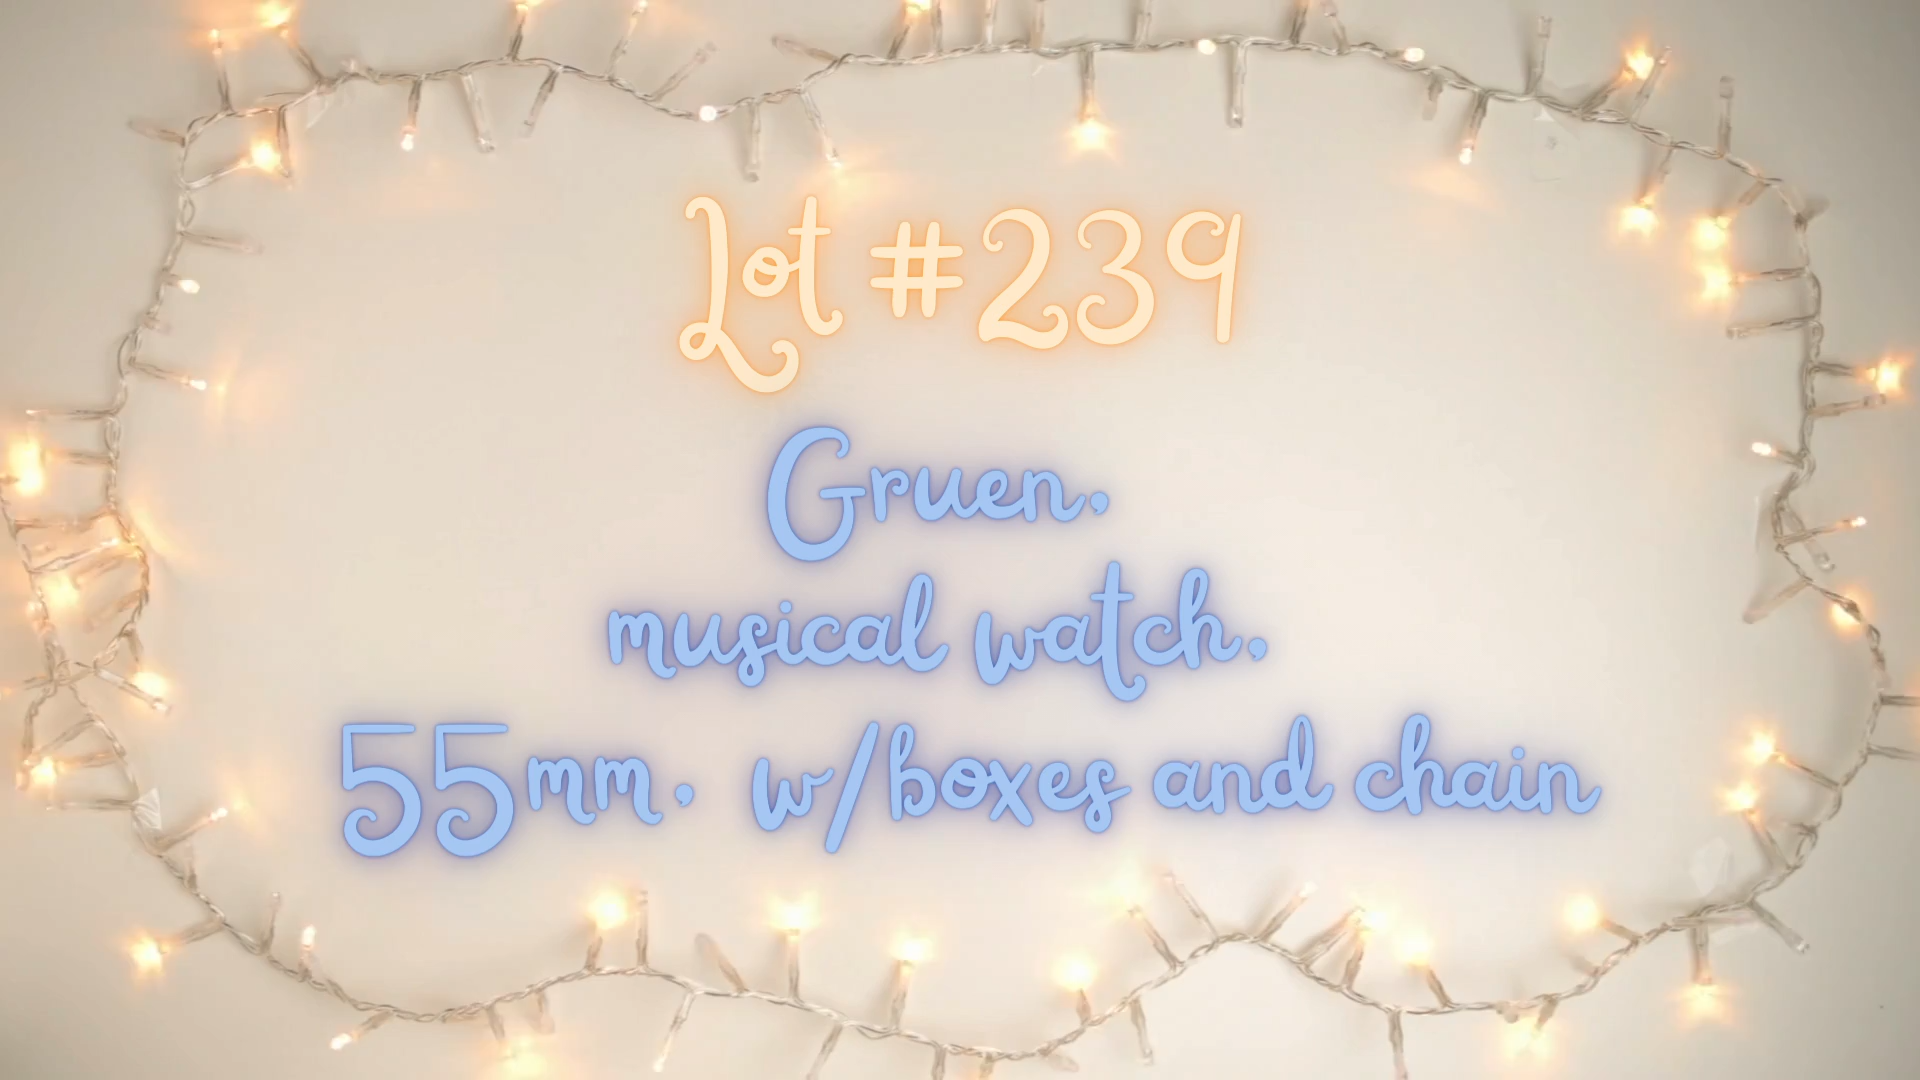 Lot #239
Gruen,
musical watch,
55mm, w/boxes and chain